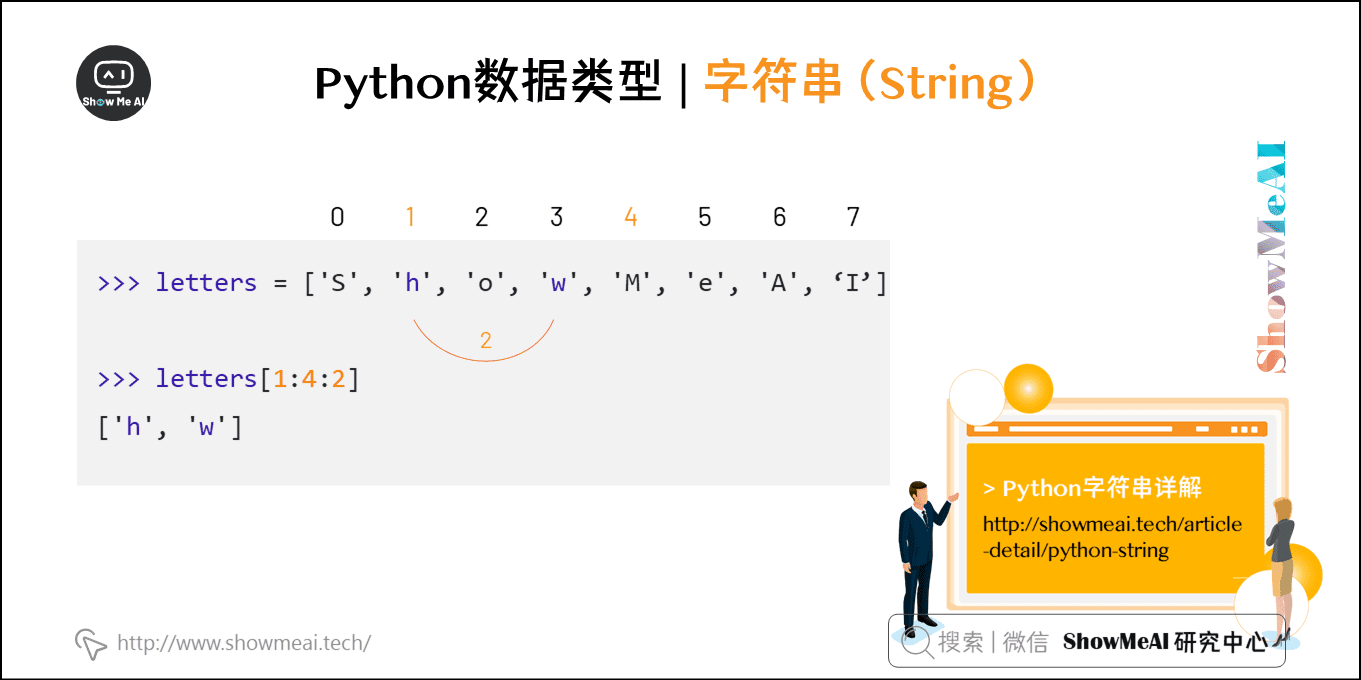 Show Me AI
Python数据类型 | 字符串（String）
ShowMeAI
0 1 2 3 4 5 6 7
>>> letters = ['S', 'h', 'o', 'w', 'M', 'e', 'A', ‘I’]
2
>>> letters[1:4:2]
['h', 'w']
> Python字符串详解
http://showmeai.tech/article
-detail/python-string
http://www.showmeai.tech/
搜索 | 微信 ShowMeAI 研究中心